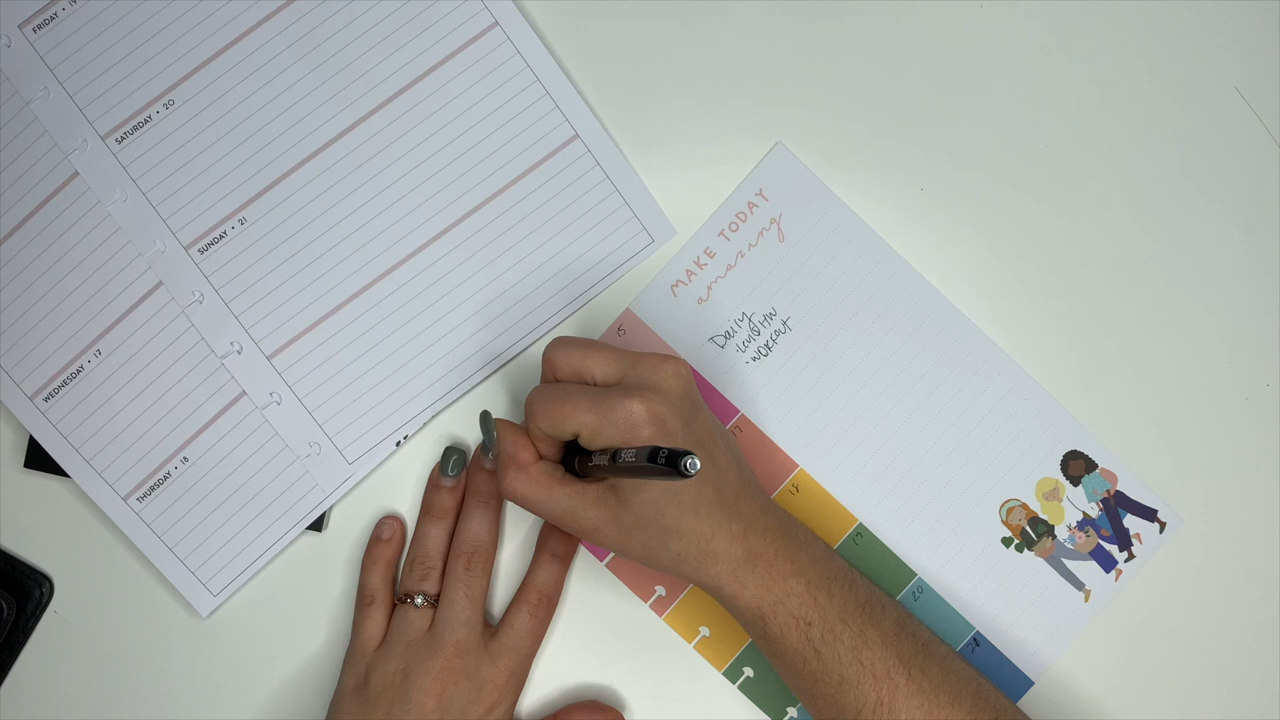 FRIDAY • 19
SATURDAY • 20
SUNDAY • 21
WEDNESDAY • 17
THURSDAY • 18
MAKE TODAY
amazing
Daily
WORKOUT
15
17
18
19
20
21
Sharpie S·GEL 0.5